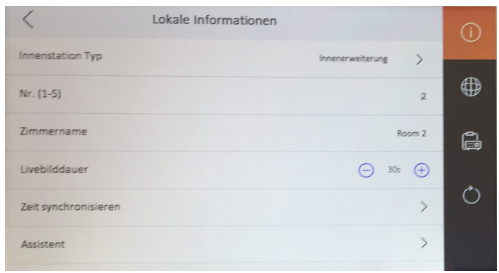 Lokale Informationen
Innenstation Typ Innenerweiterung
Nr. (1-5) 2
Zimmername Room 2
Livebilddauer 30s
Zeit synchronisieren
Assistent